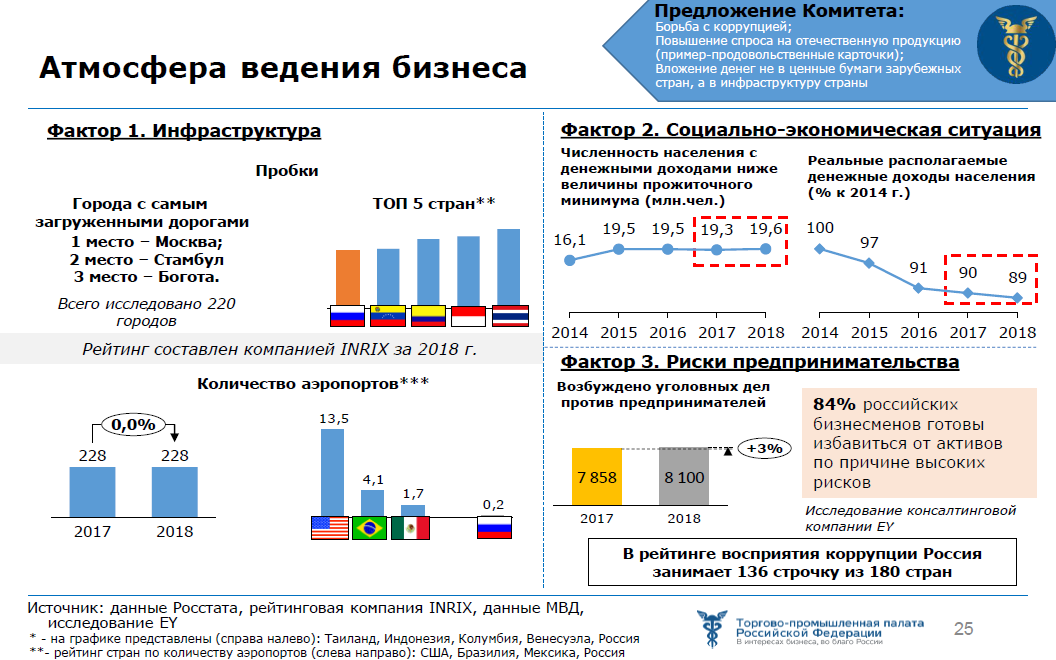 Предложение Комитета:
Борьба с коррупцией;
Повышение спроса на отечественную продукцию
(пример-продовольственные карточки);
Вложение денег не в ценные бумаги зарубежных
стран, а в инфраструктуру страны
Атмосфера ведения бизнеса
Фактор 1. Инфраструктура
Пробки
Города с самым
загруженными дорогами
1 место – Москва;
2 место – Стамбул
3 место – Богота.
Всего исследовано 220
городов
ТОП 5 стран**
Рейтинг составлен компанией INRIX за 2018 г.
Количество аэропортов***
0,0%
228 228
2017 2018
13,5
4,1
1,7
0,2
Фактор 2. Социально-экономическая ситуация
Численность населения с
денежными доходами ниже
величины прожиточного
минимума (млн.чел.)
16,1 19,5 19,5 19,3 19,6
2014 2015 2016 2017 2018
Реальные располагаемые
денежные доходы населения
(% к 2014 г.)
100 97 91 90 89
2014 2015 2016 2017 2018
Фактор 3. Риски предпринимательства
Возбуждено уголовных дел
против предпринимателей
+3%
7 858 8 100
2017 2018
84% российских
бизнесменов готовы
избавиться от активов
по причине высоких
рисков
Исследование консалтинговой
компании EY
В рейтинге восприятия коррупции Россия
занимает 136 строчку из 180 стран
Источник: данные Росстата, рейтинговая компания INRIX, данные МВД,
исследование EY
* - на графике представлены (справа налево): Таиланд, Индонезия, Колумбия, Венесуэла, Россия
**- рейтинг стран по количеству аэропортов (слева направо): США, Бразилия, Мексика, Россия
Торгово-промышленная палата
Российской Федерации
В интересах бизнеса, во благо России
25